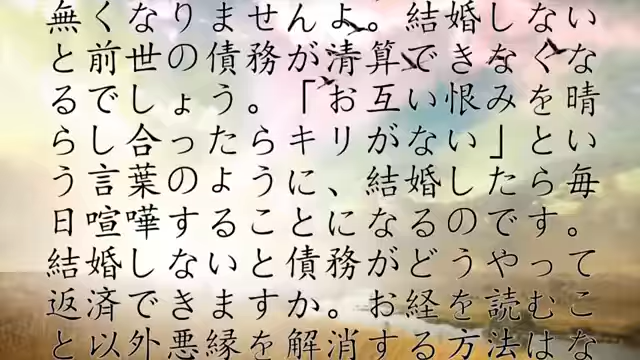 無くなりませんよ。結婚しない
と前世の債務が清算できなくな
るでしょう。「お互い恨みを晴
らし合ったらキリがない」とい
う言葉のように、結婚したら毎
日喧嘩することになるのです。
結婚しないと債務がどうやって
返済できますか。お経を読むこ
と以外悪縁を解消する方法はな